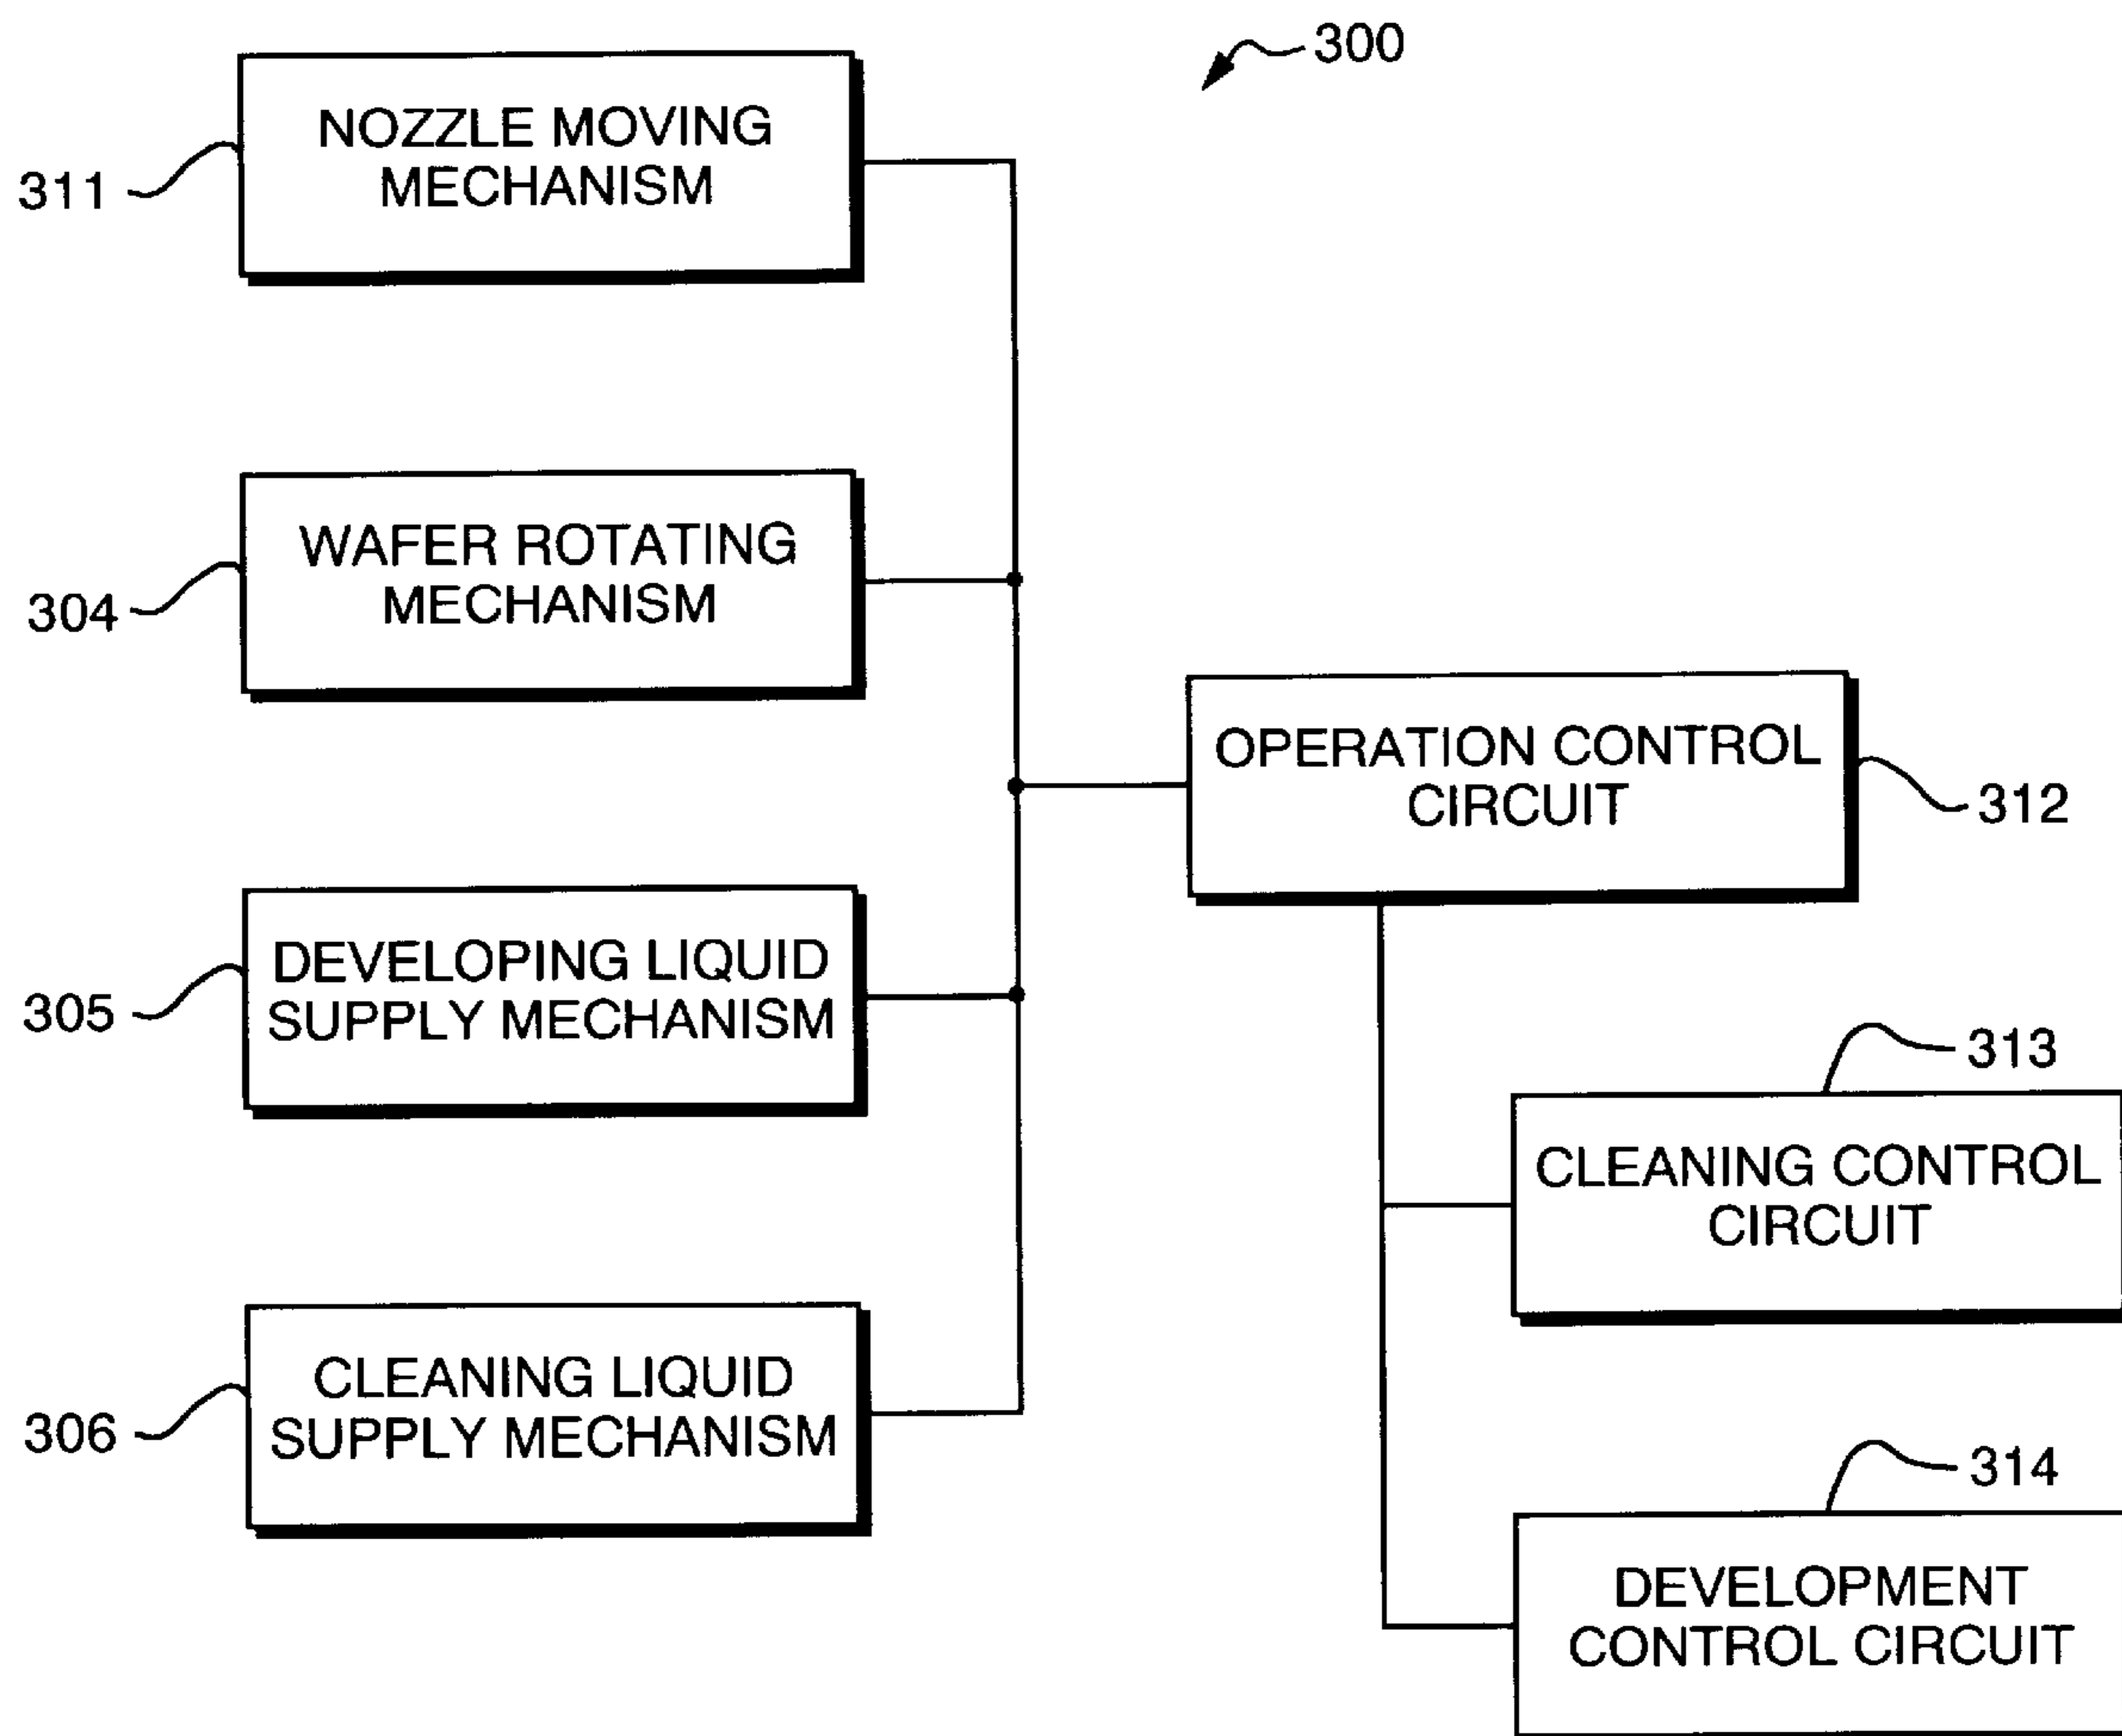 300
NOZZLE MOVING
MECHANISM
311
WAFER ROTATING
MECHANISM
304
OPERATION CONTROL
CIRCUIT
312
DEVELOPING LIQUID
SUPPLY MECHANISM
305
313
CLEANING CONTROL
CIRCUIT
CLEANING LIQUID
SUPPLY MECHANISM
306
314
DEVELOPMENT
CONTROL CIRCUIT